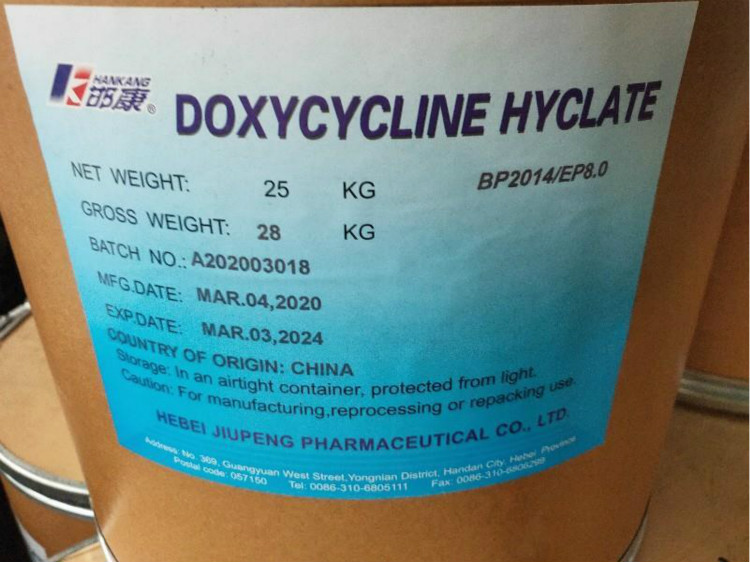 HANKANG
邯康®
DOXYCYCLINE HYCLATE
BP2014/EP8.0
NET WEIGHT: 25 KG
GROSS WEIGHT: 28 KG
BATCH NO.: A202003018
MFG.DATE: MAR.04,2020
EXP.DATE: MAR.03,2024
COUNTRY OF ORIGIN: CHINA
Storage: In an airtight container, protected from light.
Caution: For manufacturing,reprocessing or repacking use.
HEBEI JIUPENG PHARMACEUTICAL CO., LTD.
Address: No. 369, Guangyuan West Street,Yongnian District, Handan City, Hebei Province
Postal code: 057150 Tel: 0086-310-6805111 Fax: 0086-310-6806299